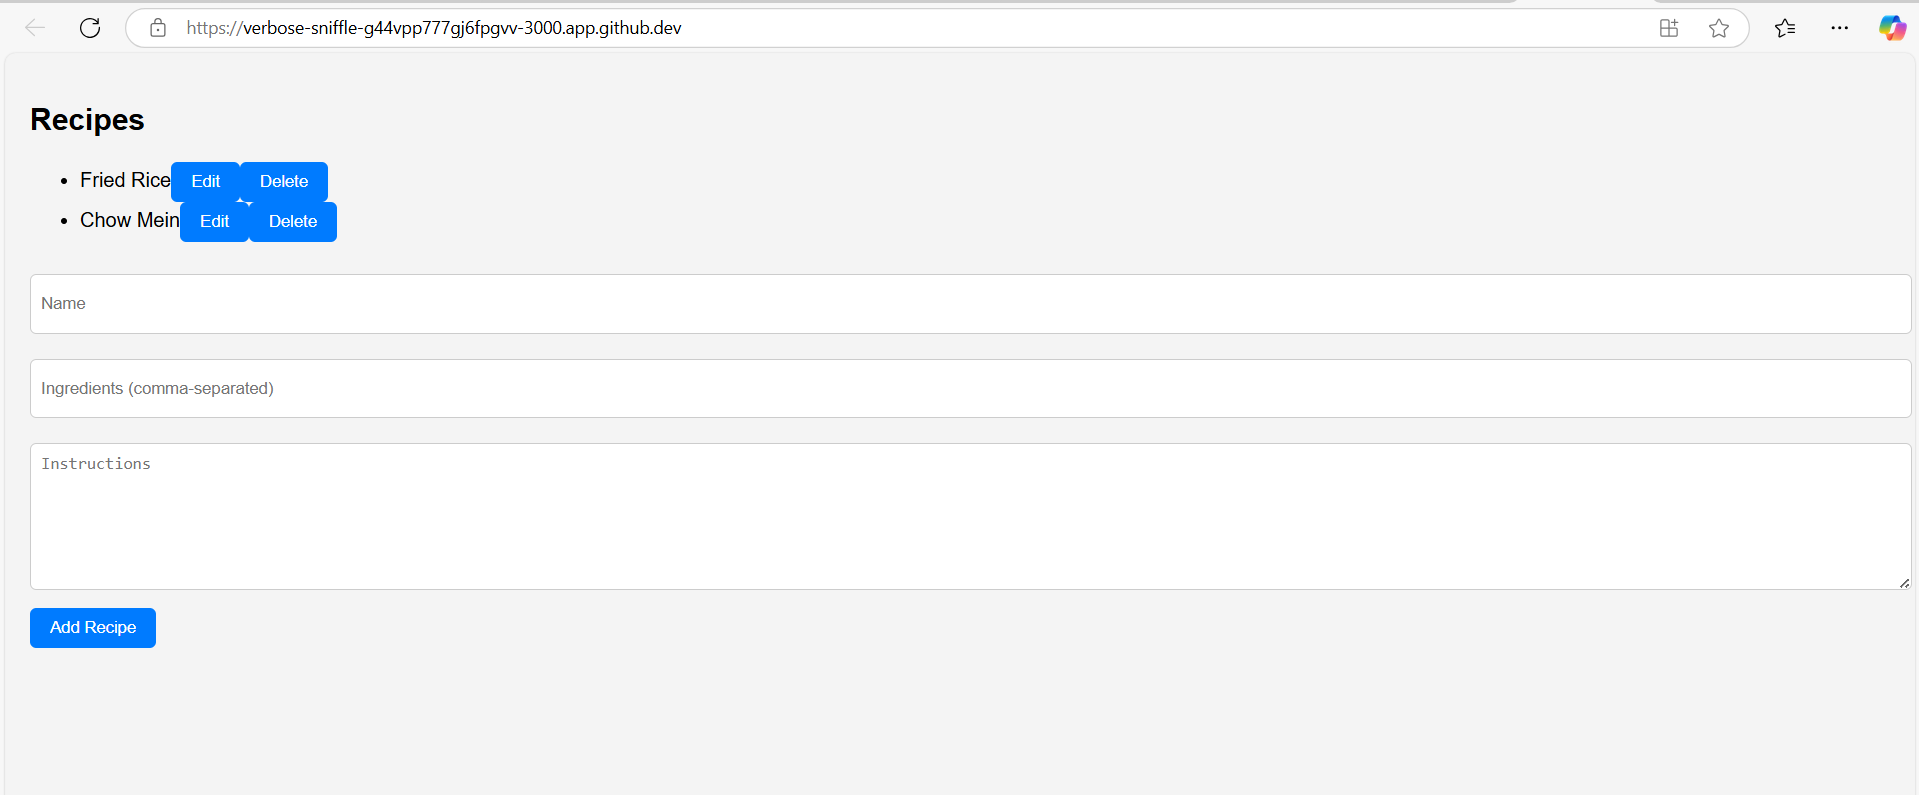 https://verbose-sniffle-g44vpp777gj6fpgvv-3000.app.github.dev
Recipes
Fried Rice Edit Delete
Chow Mein Edit Delete
Name
Ingredients (comma-separated)
Instructions
Add Recipe